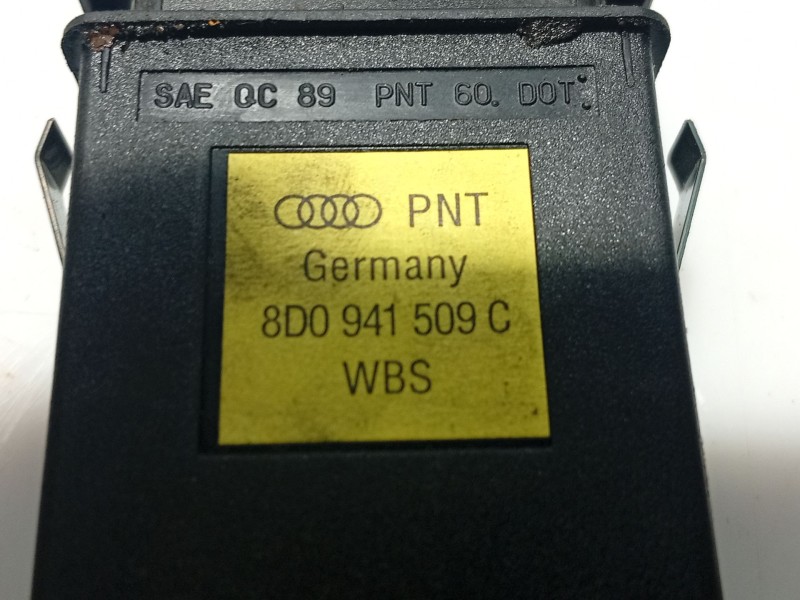 SAE QC 89 PNT 60. DOT
PNT
Germany
8D0 941 509 C
WBS